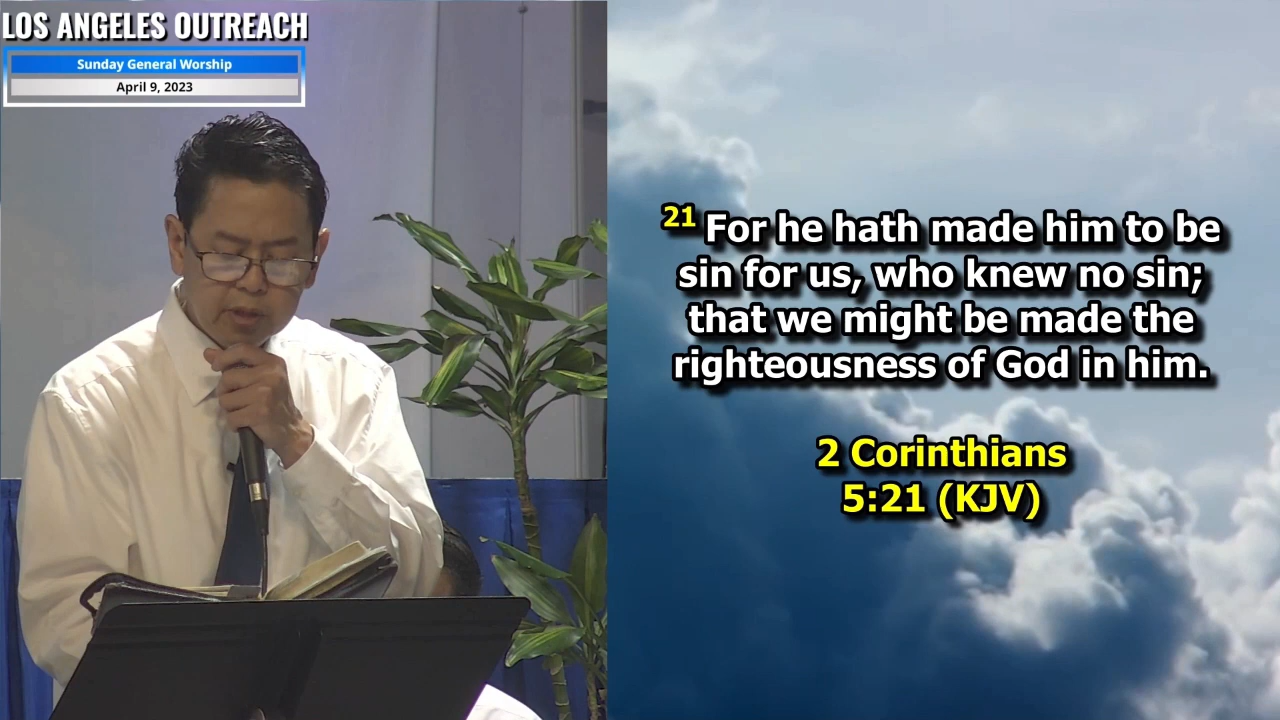 LOS ANGELES OUTREACH
Sunday General Worship
April 9, 2023
21 For he hath made him to be
sin for us, who knew no sin;
that we might be made the
righteousness of God in him.
2 Corinthians
5:21 (KJV)